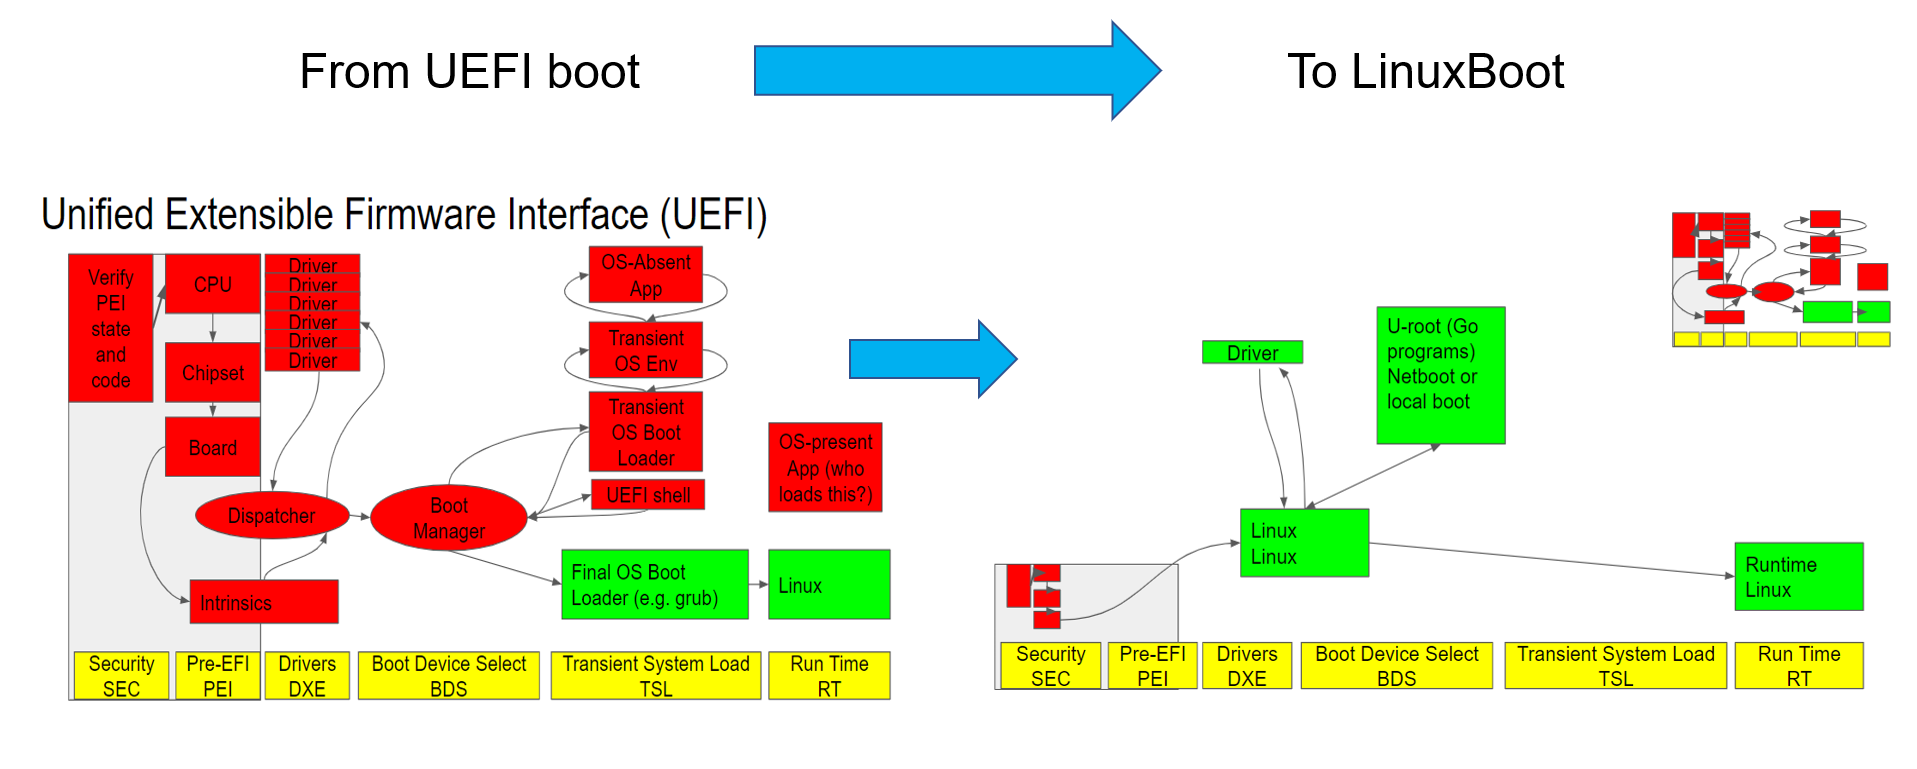 From UEFI boot
To LinuxBoot
Unified Extensible Firmware Interface (UEFI)
Verify
PEI
state
and
code
CPU
Chipset
Board
Driver
Driver
Driver
Driver
Driver
Driver
Dispatcher
Intrinsics
Boot
Manager
OS-Absent
App
Transient
OS Env
Transient
OS Boot
Loader
UEFI shell
OS-present
App (who
loads this?)
Final OS Boot
Loader (e.g. grub)
Linux
Security
SEC
Pre-EFI
PEI
Drivers
DXE
Boot Device Select
BDS
Transient System Load
TSL
Run Time
RT
Driver
U-root (Go
programs)
Netboot or
local boot
Linux
Linux
Runtime
Linux
Security
SEC
Pre-EFI
PEI
Drivers
DXE
Boot Device Select
BDS
Transient System Load
TSL
Run Time
RT